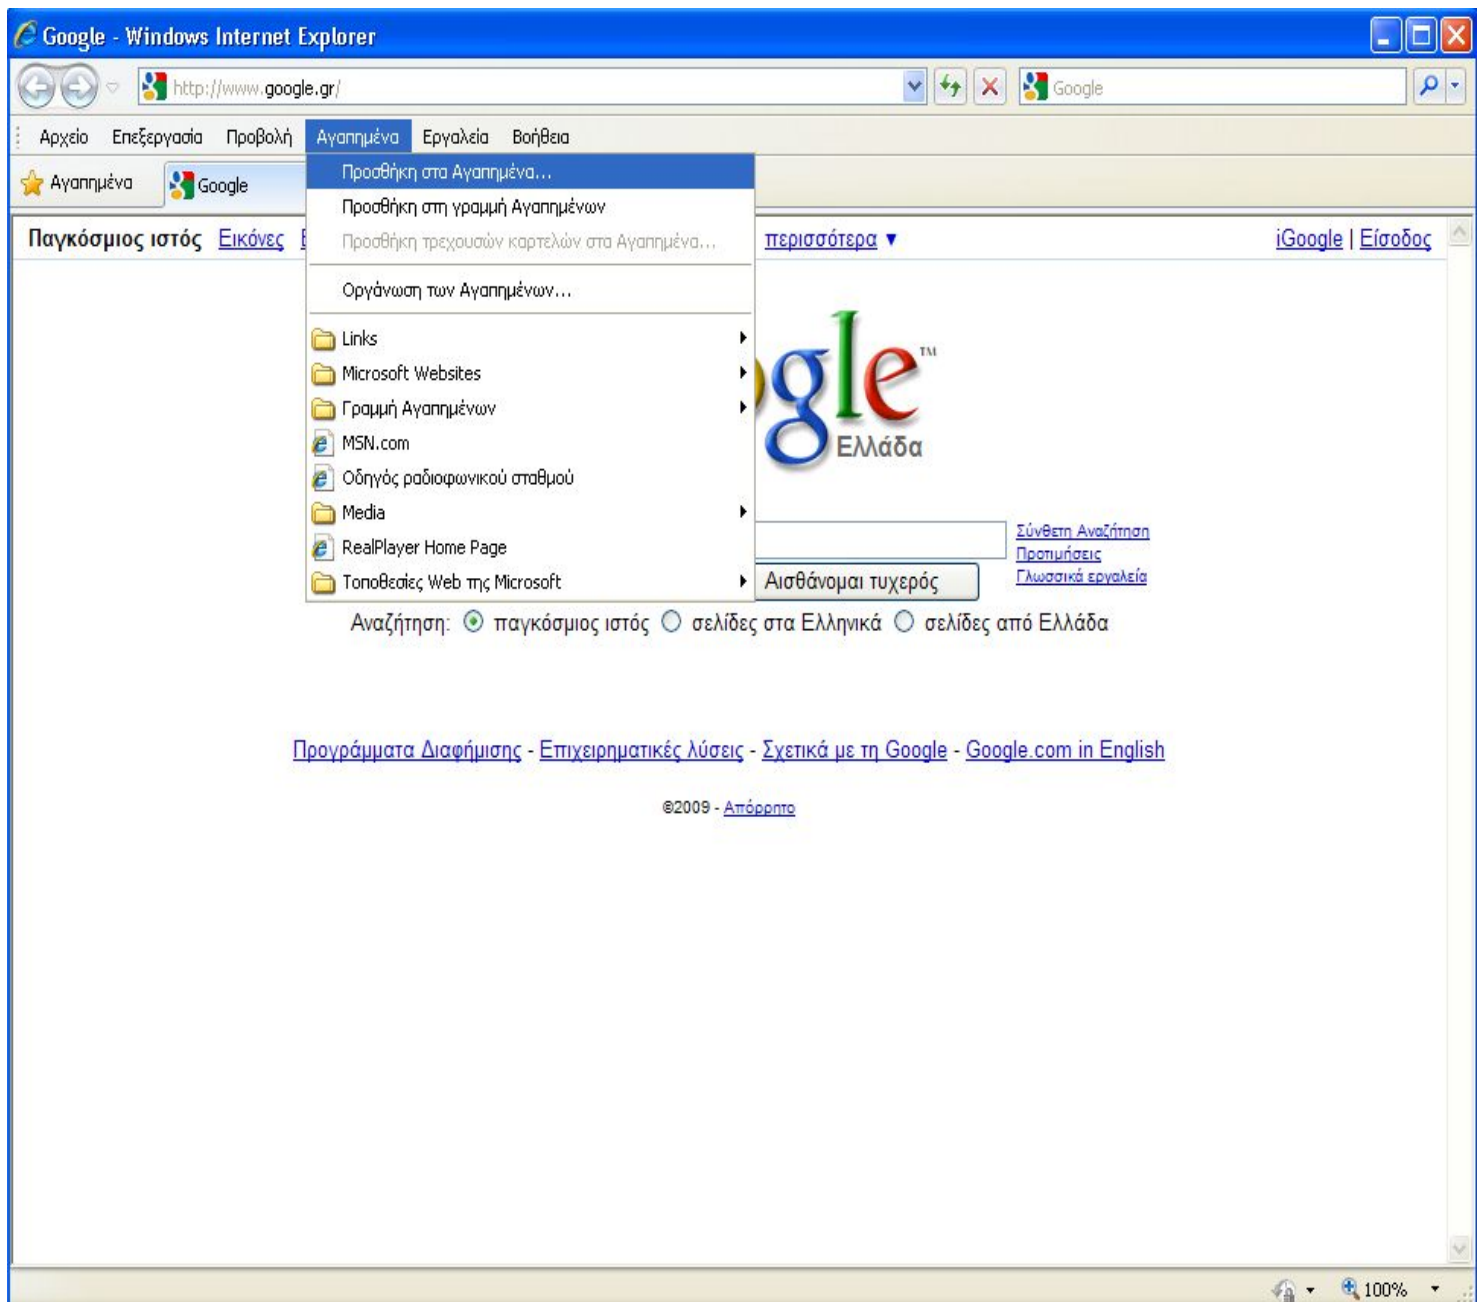 Google - Windows Internet Explorer
http://www.google.gr/ Google
Αρχείο Επεξεργασία Προβολή Αγαπημένα Εργαλεία Βοήθεια
Αγαπημένα Google
Προσθήκη στα Αγαπημένα...
Προσθήκη στη γραμμή Αγαπημένων
Προσθήκη τρεχουσών καρτελών στα Αγαπημένα...
Οργάνωση των Αγαπημένων...
Links
Microsoft Websites
Γραμμή Αγαπημένων
MSN.com
Οδηγός ραδιοφωνικού σταθμού
Media
RealPlayer Home Page
Τοποθεσίες Web της Microsoft
Παγκόσμιος ιστός Εικόνες περισσότερα ▼ iGoogle | Είσοδος
gle™
Ελλάδα
Σύνθετη Αναζήτηση
Προτιμήσεις
Γλωσσικά εργαλεία
Αισθάνομαι τυχερός
Αναζήτηση: παγκόσμιος ιστός σελίδες στα Ελληνικά σελίδες από Ελλάδα
Προγράμματα Διαφήμισης - Επιχειρηματικές λύσεις - Σχετικά με τη Google - Google.com in English
©2009 - Απόρρητο
100%